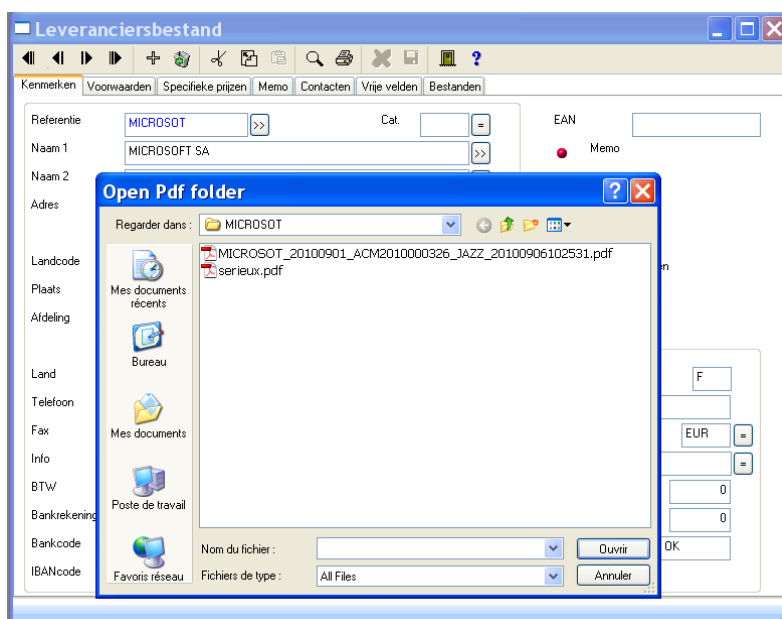 Leveranciersbestand
Kenmerken Voorwaarden Specifieke prijzen Memo Contacten Vrije velden Bestanden
Referentie MICROSOT >> Cat. = EAN
Naam 1 MICROSOFT SA >> Memo
Naam 2
Open Pdf folder
Adres
Regarder dans : MICROSOT
MICROSOT_20100901_ACM2010000326_JAZZ_20100906102531.pdf
serieux.pdf
Landcode en
Plaats
Mes documents
récents
Afdeling
Bureau
Land F
Telefoon
Fax Mes documents EUR =
Info =
BTW 0
Poste de travail
Bankrekening 0
Bankcode Nom du fichier : Ouvrir OK
IBANcode Favoris réseau Fichiers de type : All Files Annuler